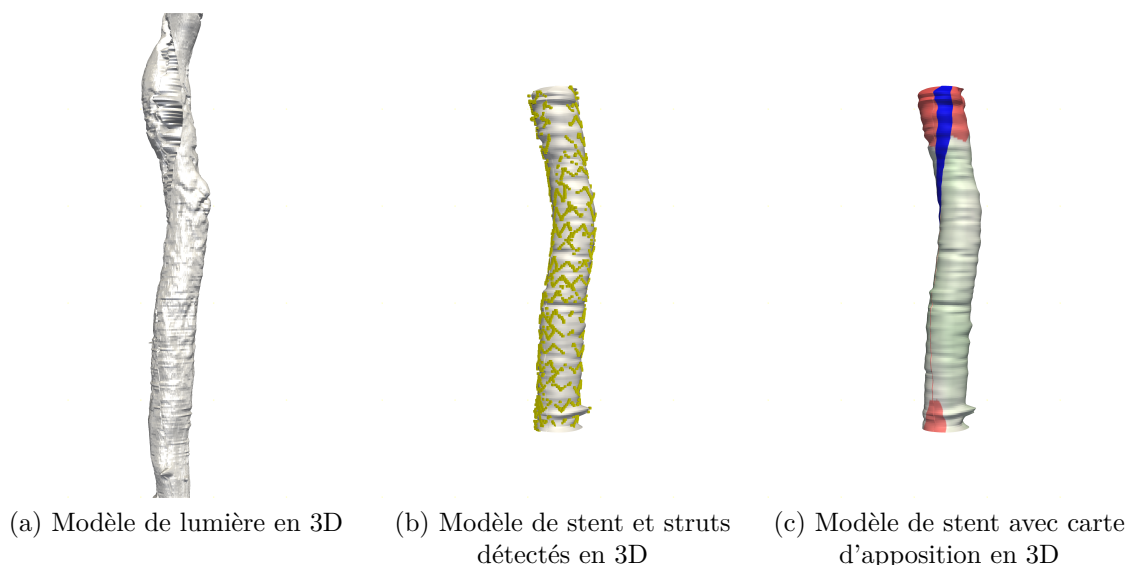 (a) Modèle de lumière en 3D
(b) Modèle de stent et struts
détectés en 3D
(c) Modèle de stent avec carte
d'apposition en 3D